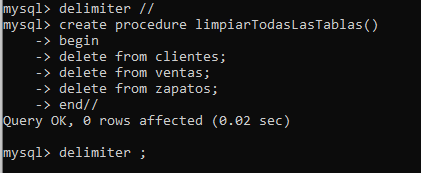 mysql> delimiter //
mysql> create procedure limpiarTodasLasTablas()
    -> begin
    -> delete from clientes;
    -> delete from ventas;
    -> delete from zapatos;
    -> end//
Query OK, 0 rows affected (0.02 sec)
mysql> delimiter ;